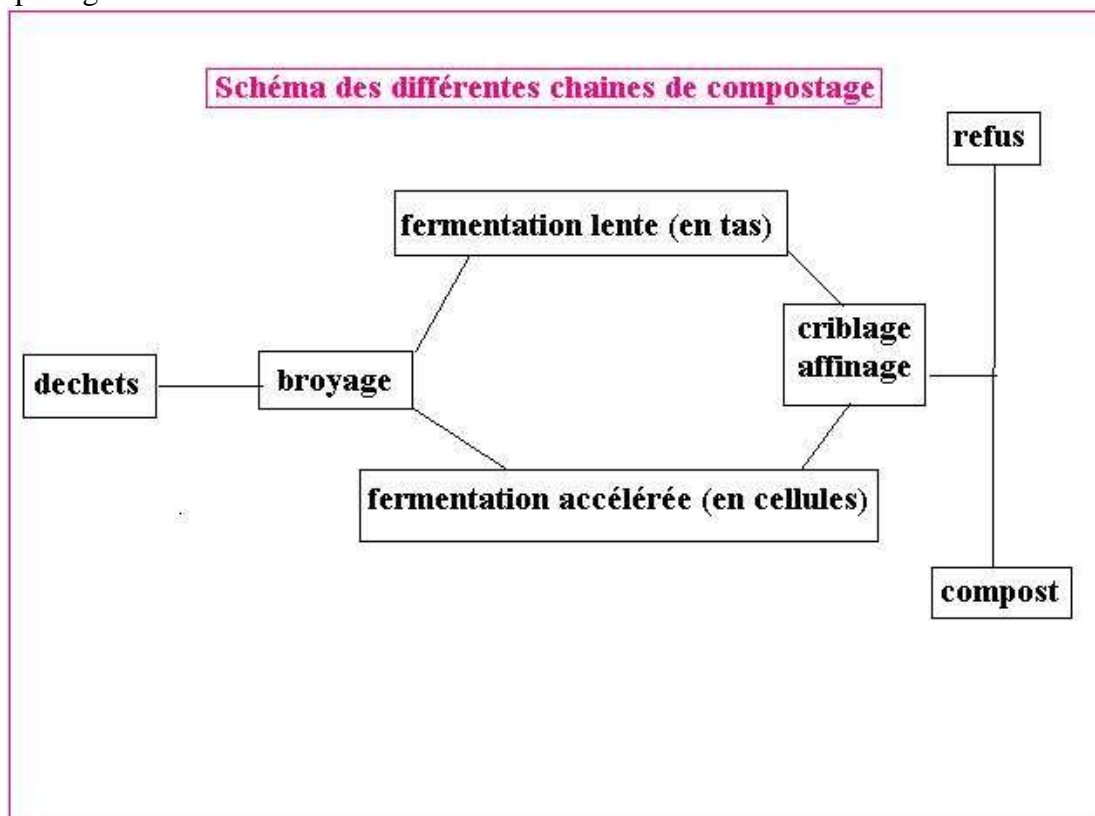 Schéma des différentes chaines de compostage
refus
fermentation lente (en tas)
criblage
affinage
dechets
broyage
fermentation accélérée (en cellules)
compost